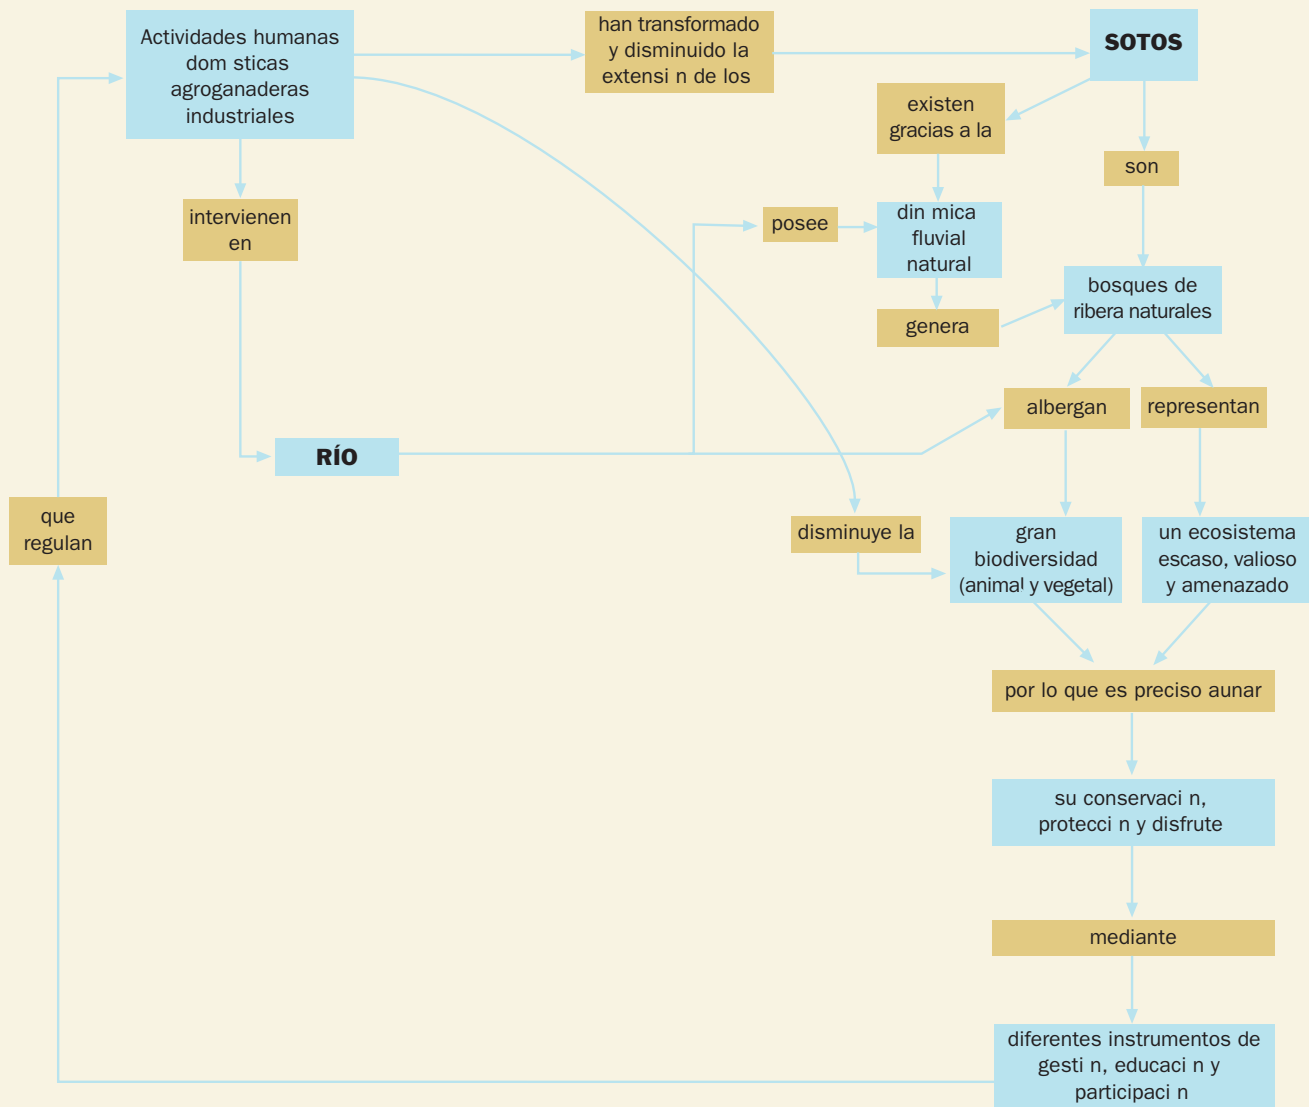 Actividades humanas
dom sticas
agroganaderas
industriales
han transformado
y disminuido la
extensi n de los
SOTOS
existen
gracias a la
son
intervienen
en
posee
din mica
fluvial
natural
bosques de
ribera naturales
genera
albergan
representan
RÍO
que
regulan
disminuye la
gran
biodiversidad
(animal y vegetal)
un ecosistema
escaso, valioso
y amenazado
por lo que es preciso aunar
su conservaci n,
protecci n y disfrute
mediante
diferentes instrumentos de
gesti n, educaci n y
participaci n